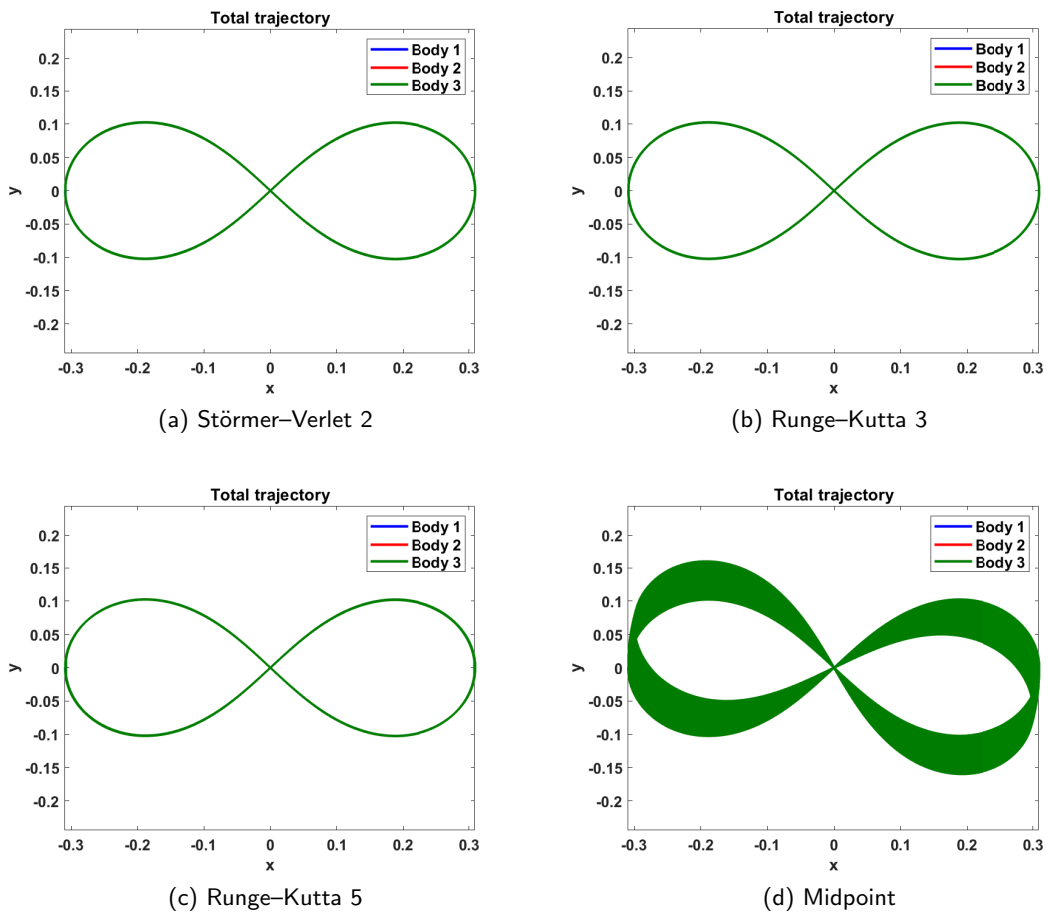 Total trajectory
Body 1
Body 2
Body 3
0.2
0.15
0.1
0.05
0
-0.05
-0.1
-0.15
-0.2
y
-0.3 -0.2 -0.1 0 0.1 0.2 0.3
x
(a) Störmer–Verlet 2
Total trajectory
Body 1
Body 2
Body 3
0.2
0.15
0.1
0.05
0
-0.05
-0.1
-0.15
-0.2
y
-0.3 -0.2 -0.1 0 0.1 0.2 0.3
x
(b) Runge–Kutta 3
Total trajectory
Body 1
Body 2
Body 3
0.2
0.15
0.1
0.05
0
-0.05
-0.1
-0.15
-0.2
y
-0.3 -0.2 -0.1 0 0.1 0.2 0.3
x
(c) Runge–Kutta 5
Total trajectory
Body 1
Body 2
Body 3
0.2
0.15
0.1
0.05
0
-0.05
-0.1
-0.15
-0.2
y
-0.3 -0.2 -0.1 0 0.1 0.2 0.3
x
(d) Midpoint